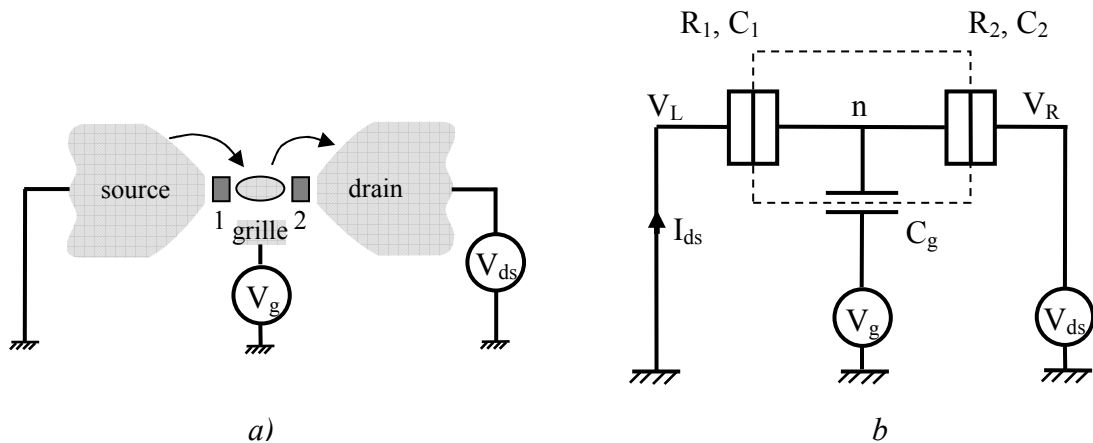 source
drain
1
2
grille
V_g
V_ds
a)
R_1, C_1
R_2, C_2
V_L
n
V_R
I_ds
C_g
V_g
V_ds
b